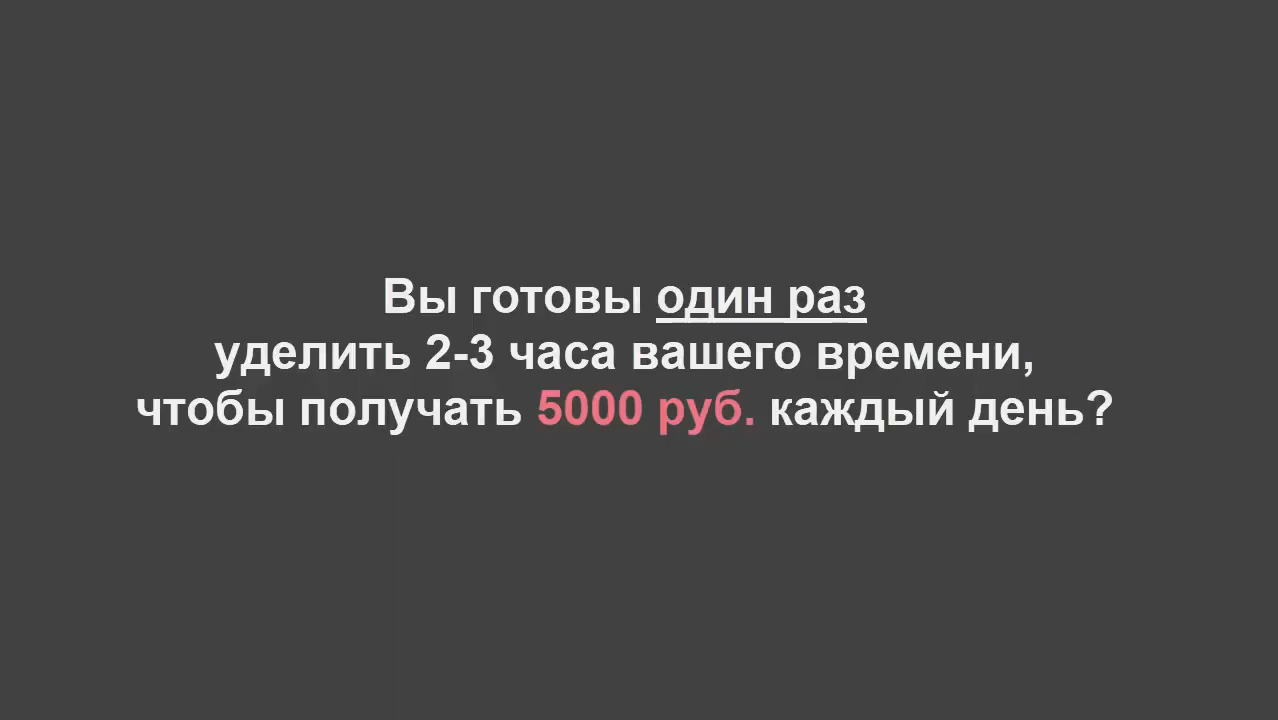 Вы готовы один раз
уделить 2-3 часа вашего времени,
чтобы получать 5000 руб. каждый день?